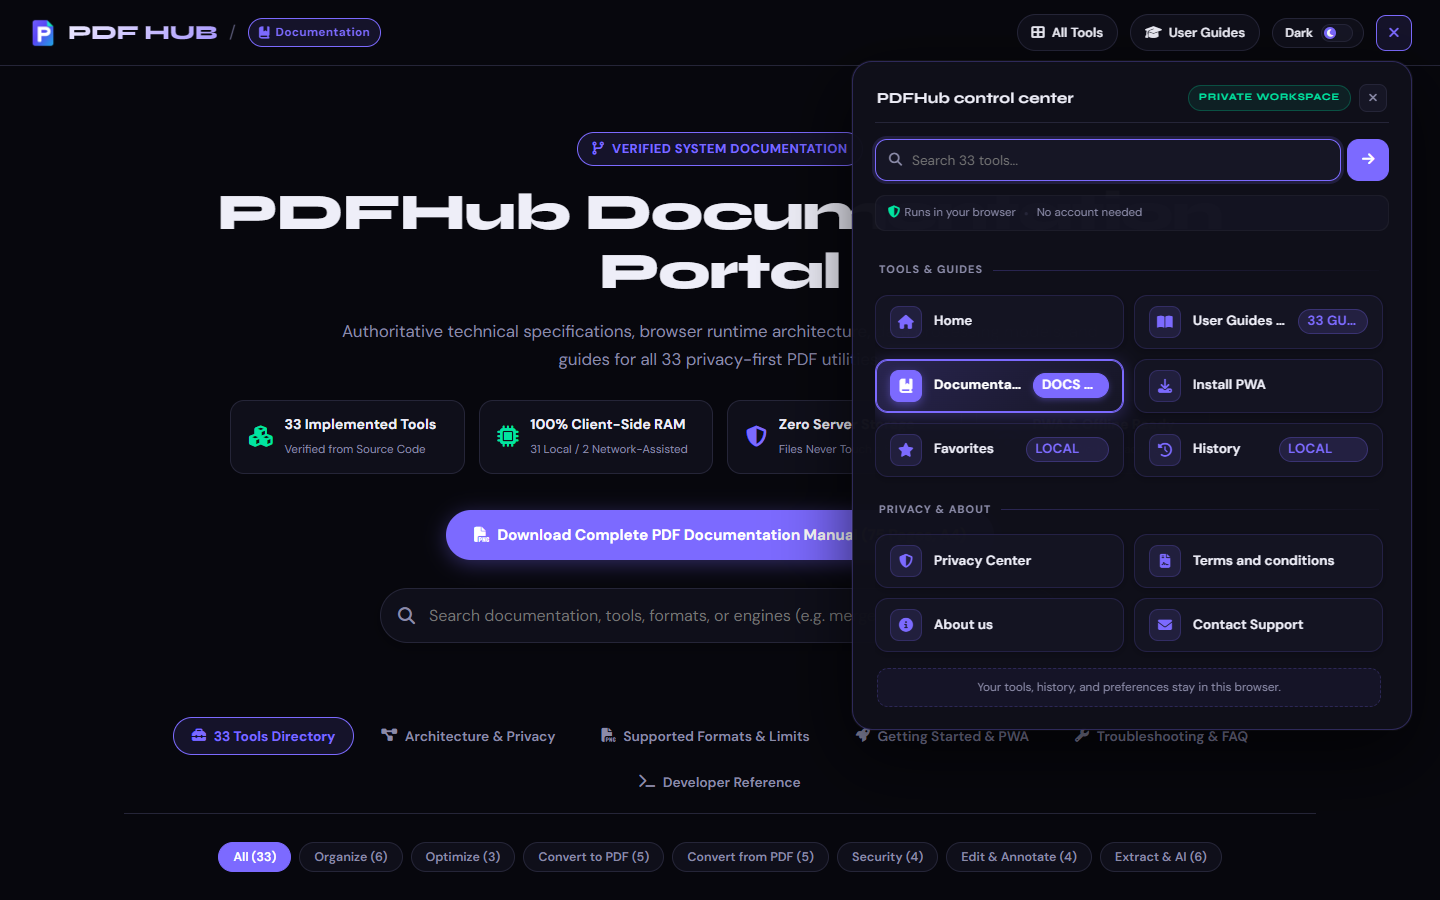 PDF HUB / Documentation
All Tools
User Guides
Dark
PDFHub control center
PRIVATE WORKSPACE
Search 33 tools...
Runs in your browser · No account needed
TOOLS & GUIDES
Home
User Guides ...
33 GU...
Documenta...
DOCS ...
Install PWA
Favorites
LOCAL
History
LOCAL
PRIVACY & ABOUT
Privacy Center
Terms and conditions
About us
Contact Support
Your tools, history, and preferences stay in this browser.
VERIFIED SYSTEM DOCUMENTATION
PDFHub Docum
Portal
Authoritative technical specifications, browser runtime architectu
guides for all 33 privacy-first PDF utilit
33 Implemented Tools
Verified from Source Code
100% Client-Side RAM
31 Local / 2 Network-Assisted
Zero Serve
Files Never To
Download Complete PDF Documentation Manua
Search documentation, tools, formats, or engines (e.g. me
33 Tools Directory
Architecture & Privacy
Supported Formats & Limits
Getting Started & PWA
Troubleshooting & FAQ
Developer Reference
All (33)
Organize (6)
Optimize (3)
Convert to PDF (5)
Convert from PDF (5)
Security (4)
Edit & Annotate (4)
Extract & AI (6)